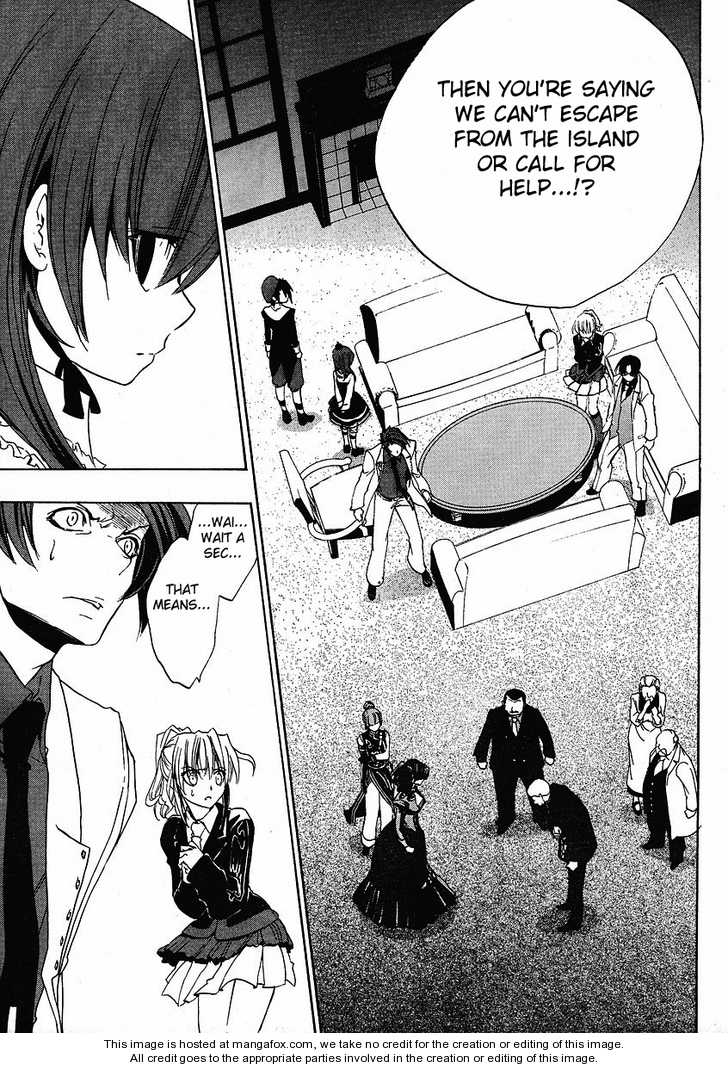 THEN YOU'RE SAYING
WE CAN'T ESCAPE
FROM THE ISLAND
OR CALL FOR
HELP...!?
...WAI...
WAIT A
SEC...
THAT
MEANS...
This image is hosted at mangafox.com, we take no credit for the creation or editing of this image.
All credit goes to the appropriate parties involved in the creation or editing of this image.